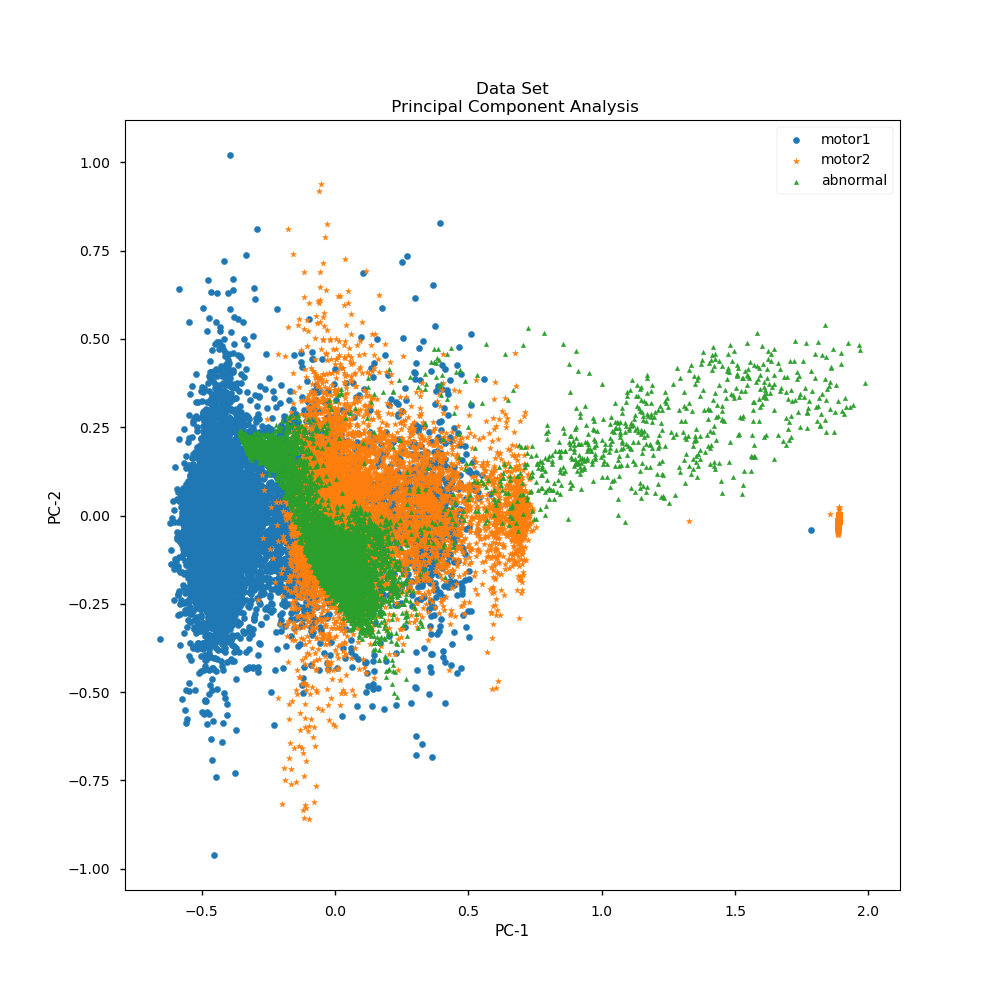 Data Set
Principal Component Analysis
motor1
motor2
abnormal
1.00
0.75
0.50
0.25
0.00
−0.25
−0.50
−0.75
−1.00
PC-2
−0.5
0.0
0.5
1.0
1.5
2.0
PC-1